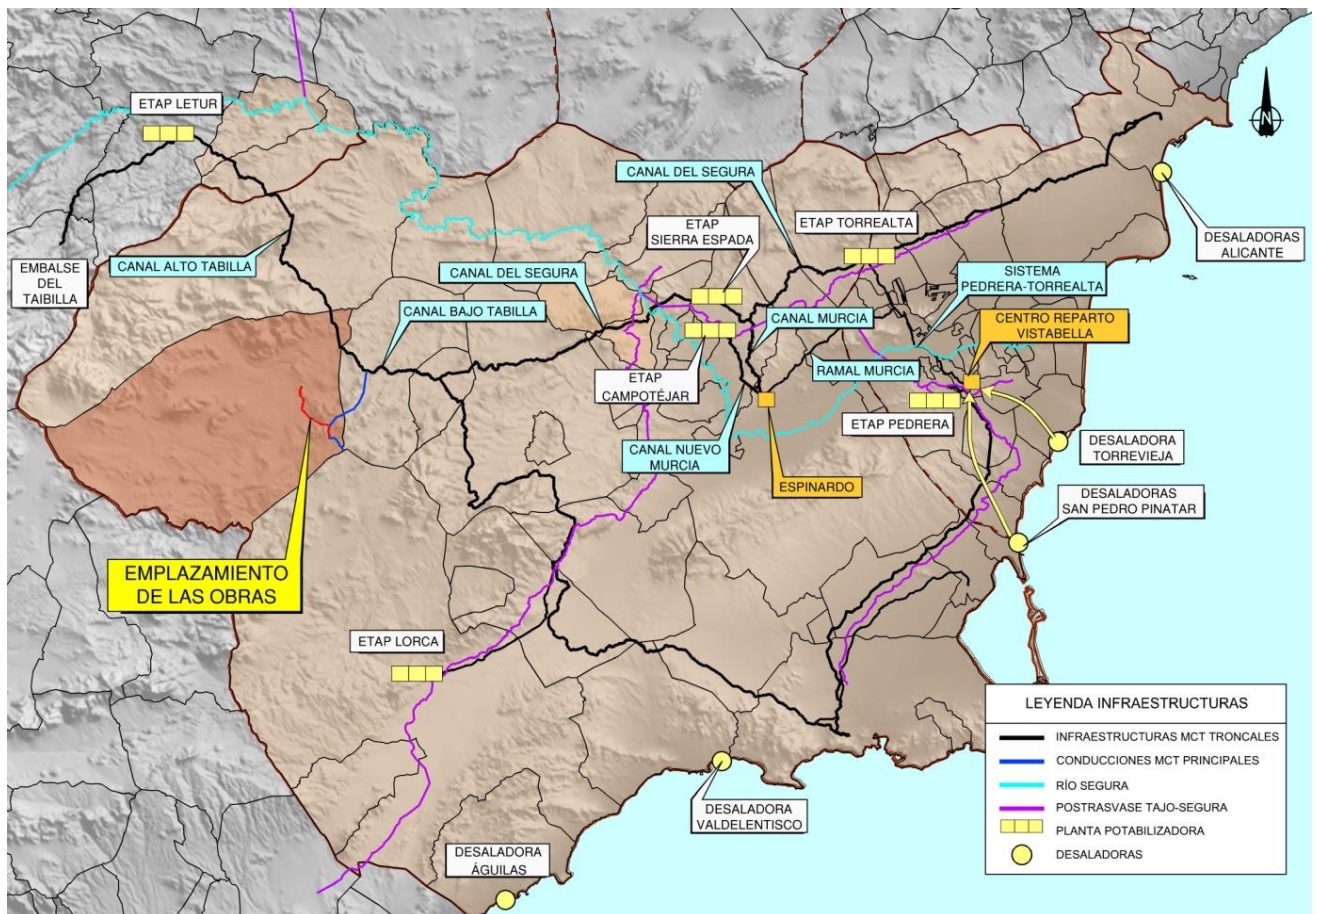 ETAP LETUR
N
CANAL DEL SEGURA
ETAP TORREALTA
ETAP
SIERRA ESPADA
DESALADORAS
ALICANTE
EMBALSE
DEL
TAIBILLA
CANAL ALTO TABILLA
CANAL DEL SEGURA
SISTEMA
PEDRERA-TORREALTA
CANAL BAJO TABILLA
CANAL MURCIA
CENTRO REPARTO
VISTABELLA
RAMAL MURCIA
ETAP
CAMPOTÉJAR
ETAP PEDRERA
CANAL NUEVO
MURCIA
DESALADORA
TORREVIEJA
ESPINARDO
DESALADORAS
SAN PEDRO PINATAR
EMPLAZAMIENTO
DE LAS OBRAS
ETAP LORCA
DESALADORA
VALDELENTISCO
DESALADORA
ÁGUILAS
LEYENDA INFRAESTRUCTURAS
INFRAESTRUCTURAS MCT TRONCALES
CONDUCCIONES MCT PRINCIPALES
RÍO SEGURA
POSTRASVASE TAJO-SEGURA
PLANTA POTABILIZADORA
DESALADORAS